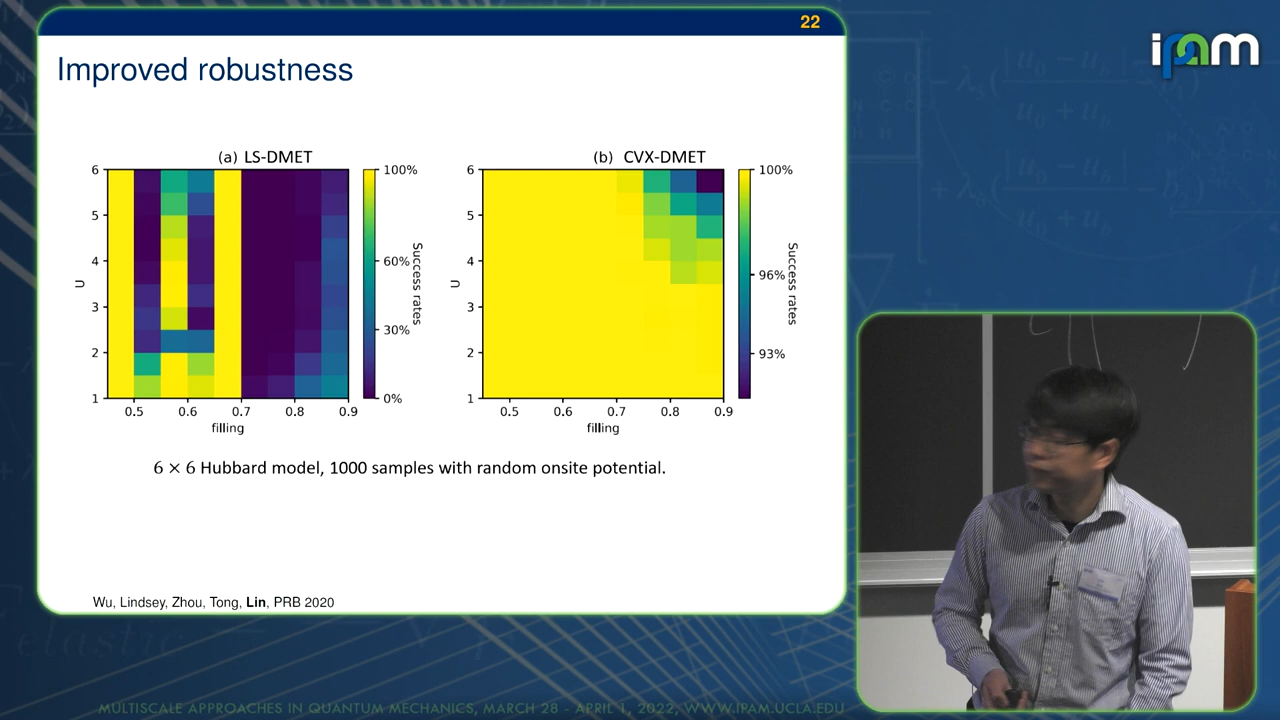 22
ipam
Improved robustness
(a) LS-DMET
(b) CVX-DMET
6
5
4
3
2
1
U
0.5 0.6 0.7 0.8 0.9
filling
100%
60%
30%
0%
Success rates
6
5
4
3
2
1
U
0.5 0.6 0.7 0.8 0.9
filling
100%
96%
93%
Success rates
6 × 6 Hubbard model, 1000 samples with random onsite potential.
Wu, Lindsey, Zhou, Tong, Lin, PRB 2020
MULTISCALE APPROACHES IN QUANTUM MECHANICS, MARCH 28 - APRIL 1, 2022, WWW.IPAM.UCLA.EDU